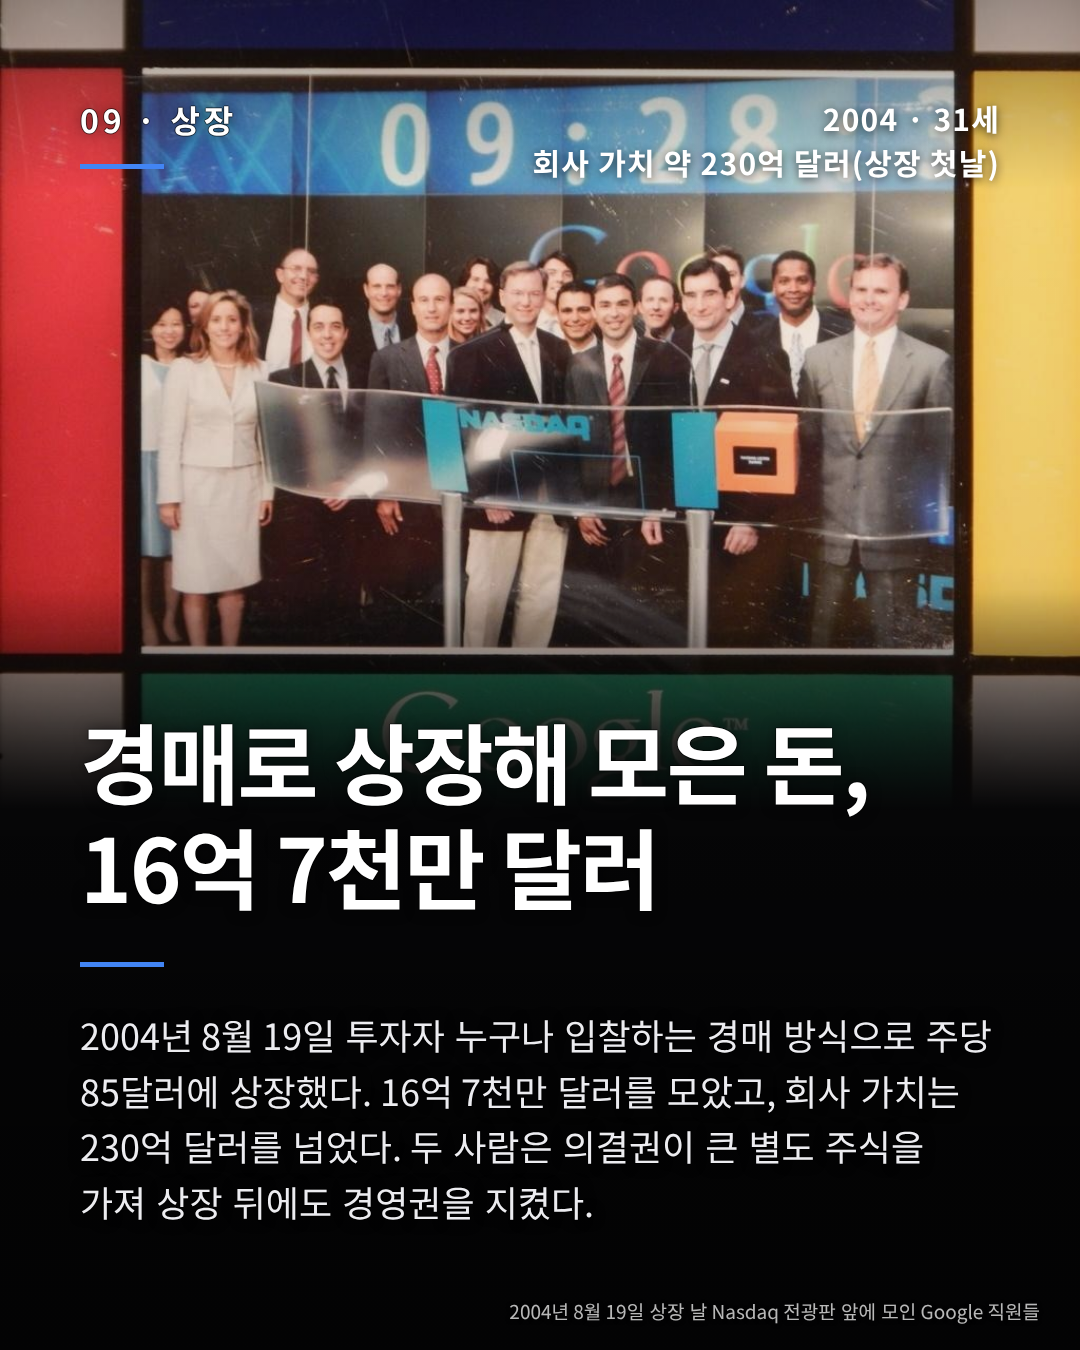 09 · 상장
2004 · 31세
회사 가치 약 230억 달러(상장 첫날)
09:28
Google
NASDAQ
Google™
경매로 상장해 모은 돈,
16억 7천만 달러
2004년 8월 19일 투자자 누구나 입찰하는 경매 방식으로 주당
85달러에 상장했다. 16억 7천만 달러를 모았고, 회사 가치는
230억 달러를 넘었다. 두 사람은 의결권이 큰 별도 주식을
가져 상장 뒤에도 경영권을 지켰다.
2004년 8월 19일 상장 날 Nasdaq 전광판 앞에 모인 Google 직원들